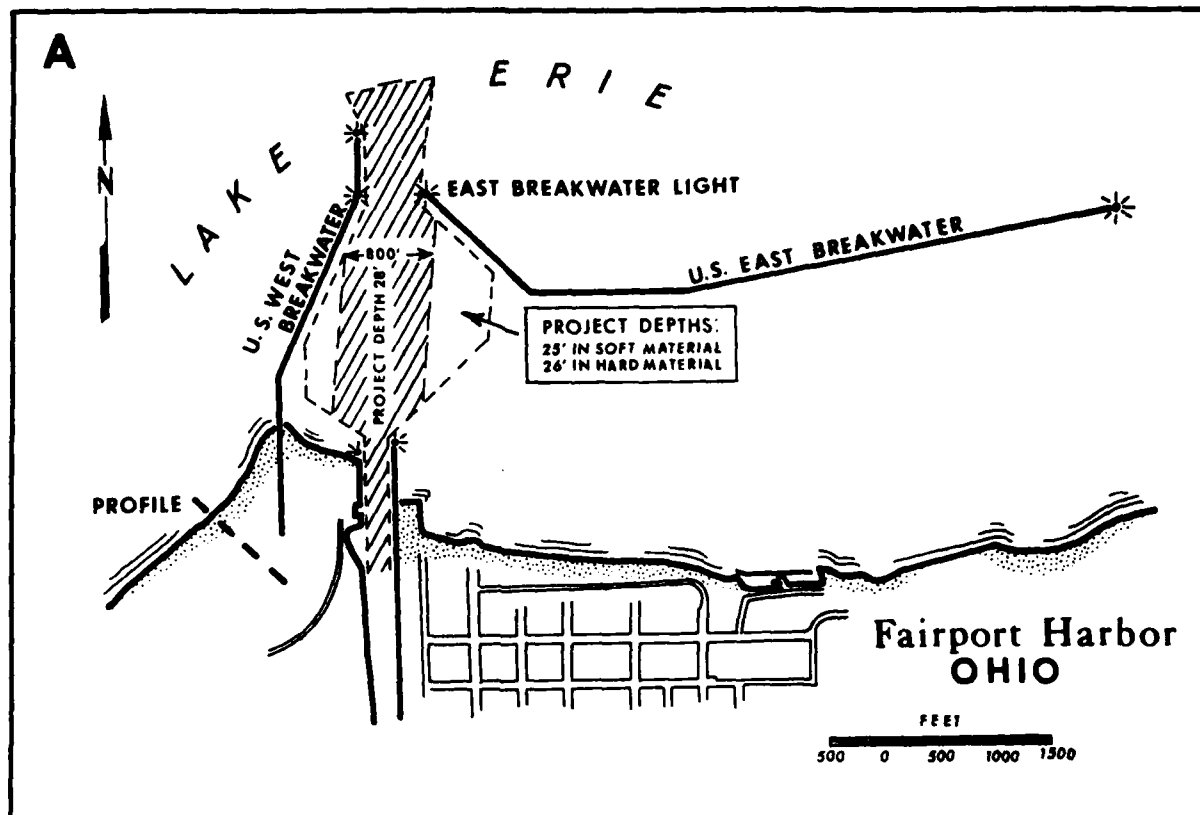 A
LAKE ERIE
N
EAST BREAKWATER LIGHT
U.S. WEST
BREAKWATER
800'
PROJECT DEPTH 28'
U.S. EAST BREAKWATER
PROJECT DEPTHS:
25' IN SOFT MATERIAL
26' IN HARD MATERIAL
PROFILE
Fairport Harbor
OHIO
FEET
500 0 500 1000 1500